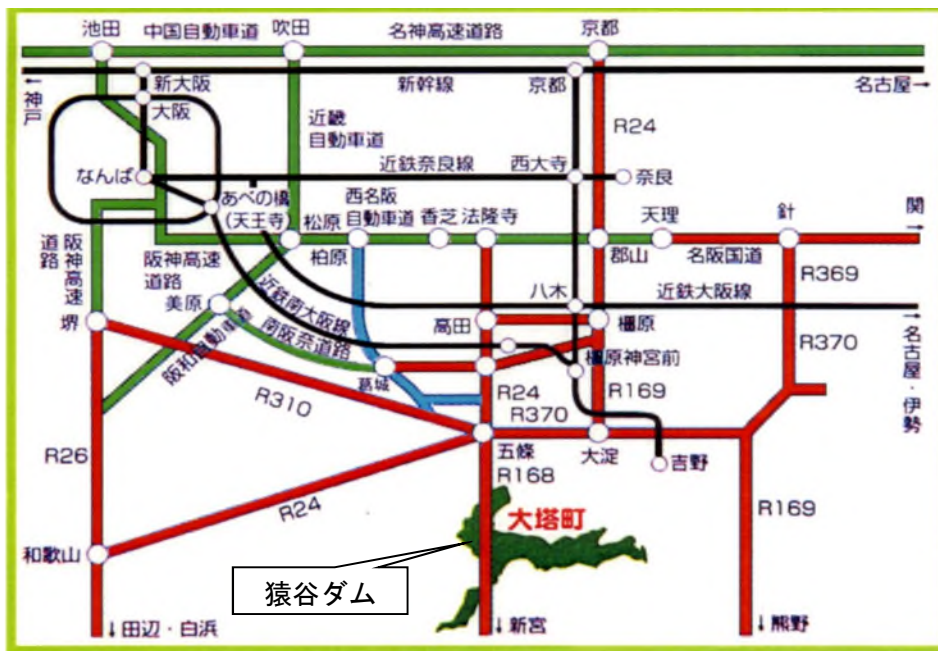 池田
中国自動車道
吹田
名神高速道路
京都
新大阪
新幹線
京都
名古屋→
←神戸
大阪
近畿
自動車道
R24
なんば
近鉄奈良線
西大寺
奈良
あべの橋
(天王寺)
松原
西名阪
自動車道
香芝
法隆寺
天理
針
関
阪神高速
道路
阪神高速
道路
柏原
郡山
名阪国道
R369
美原
近鉄南大阪線
八木
近鉄大阪線
堺
阪和自動車道
南阪奈道路
高田
橿原
橿原神宮前
R370
名古屋・伊勢
↓
葛城
R310
R24
R169
R370
R26
五條
大淀
吉野
R168
R24
大塔町
R169
和歌山
猿谷ダム
↓田辺・白浜
↓新宮
↓熊野